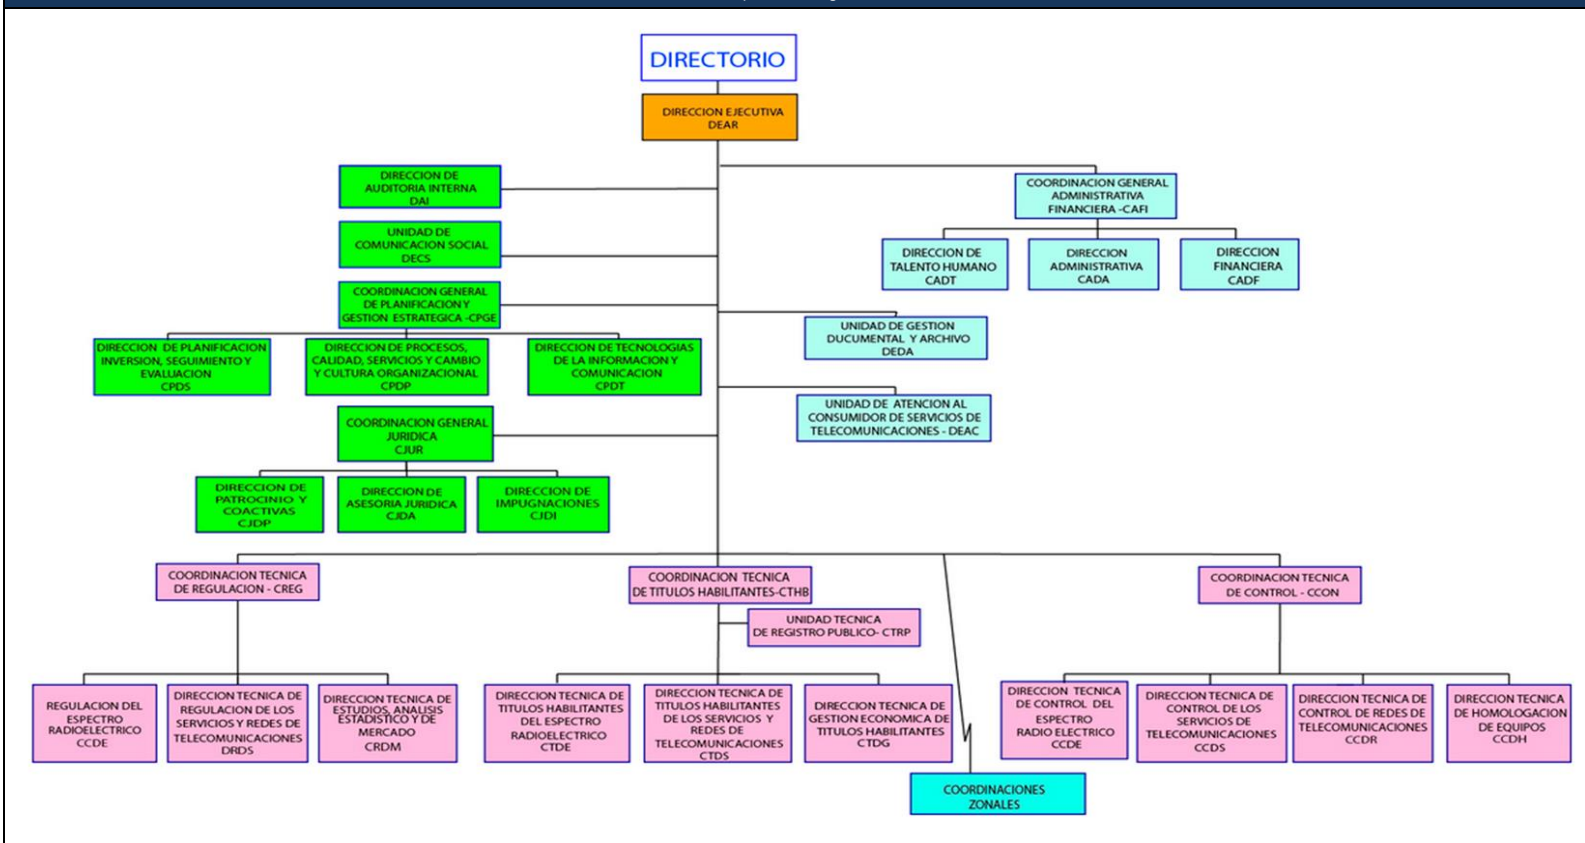 DIRECTORIO
DIRECCION EJECUTIVA
DEAR
DIRECCION DE
AUDITORIA INTERNA
DAI
UNIDAD DE
COMUNICACION SOCIAL
DECS
COORDINACION GENERAL
DE PLANIFICACION Y
GESTION ESTRATEGICA -CPGE
DIRECCION DE PLANIFICACION
INVERSION, SEGUIMIENTO Y
EVALUACION
CPDS
DIRECCION DE PROCESOS,
CALIDAD, SERVICIOS Y CAMBIO
Y CULTURA ORGANIZACIONAL
CPDP
DIRECCION DE TECNOLOGIAS
DE LA INFORMACION Y
COMUNICACION
CPDT
COORDINACION GENERAL
JURIDICA
CJUR
DIRECCION DE
PATROCINIO Y
COACTIVAS
CJDP
DIRECCION DE
ASESORIA JURIDICA
CJDA
DIRECCION DE
IMPUGNACIONES
CJDI
COORDINACION GENERAL
ADMINISTRATIVA
FINANCIERA -CAFI
DIRECCION DE
TALENTO HUMANO
CADT
DIRECCION
ADMINISTRATIVA
CADA
DIRECCION
FINANCIERA
CADF
UNIDAD DE GESTION
DUCUMENTAL Y ARCHIVO
DEDA
UNIDAD DE ATENCION AL
CONSUMIDOR DE SERVICIOS DE
TELECOMUNICACIONES - DEAC
COORDINACION TECNICA
DE REGULACION - CREG
REGULACION DEL
ESPECTRO
RADIOELECTRICO
CCDE
DIRECCION TECNICA DE
REGULACION DE LOS
SERVICIOS Y REDES DE
TELECOMUNICACIONES
DRDS
DIRECCION TECNICA DE
ESTUDIOS, ANALISIS
ESTADISTICO Y DE
MERCADO
CRDM
COORDINACION TECNICA
DE TITULOS HABILITANTES-CTHB
UNIDAD TECNICA
DE REGISTRO PUBLICO- CTRP
DIRECCION TECNICA DE
TITULOS HABILITANTES
DEL ESPECTRO
RADIOELECTRICO
CTDE
DIRECCION TECNICA DE
TITULOS HABILITANTES
DE LOS SERVICIOS Y
REDES DE
TELECOMUNICACIONES
CTDS
DIRECCION TECNICA DE
GESTION ECONOMICA DE
TITULOS HABILITANTES
CTDG
COORDINACION TECNICA
DE CONTROL - CCON
DIRECCION TECNICA
DE CONTROL DEL
ESPECTRO
RADIO ELECTRICO
CCDE
DIRECCION TECNICA DE
CONTROL DE LOS
SERVICIOS DE
TELECOMUNICACIONES
CCDS
DIRECCION TECNICA DE
CONTROL DE REDES DE
TELECOMUNICACIONES
CCDR
DIRECCION TECNICA
DE HOMOLOGACION
DE EQUIPOS
CCDH
COORDINACIONES
ZONALES